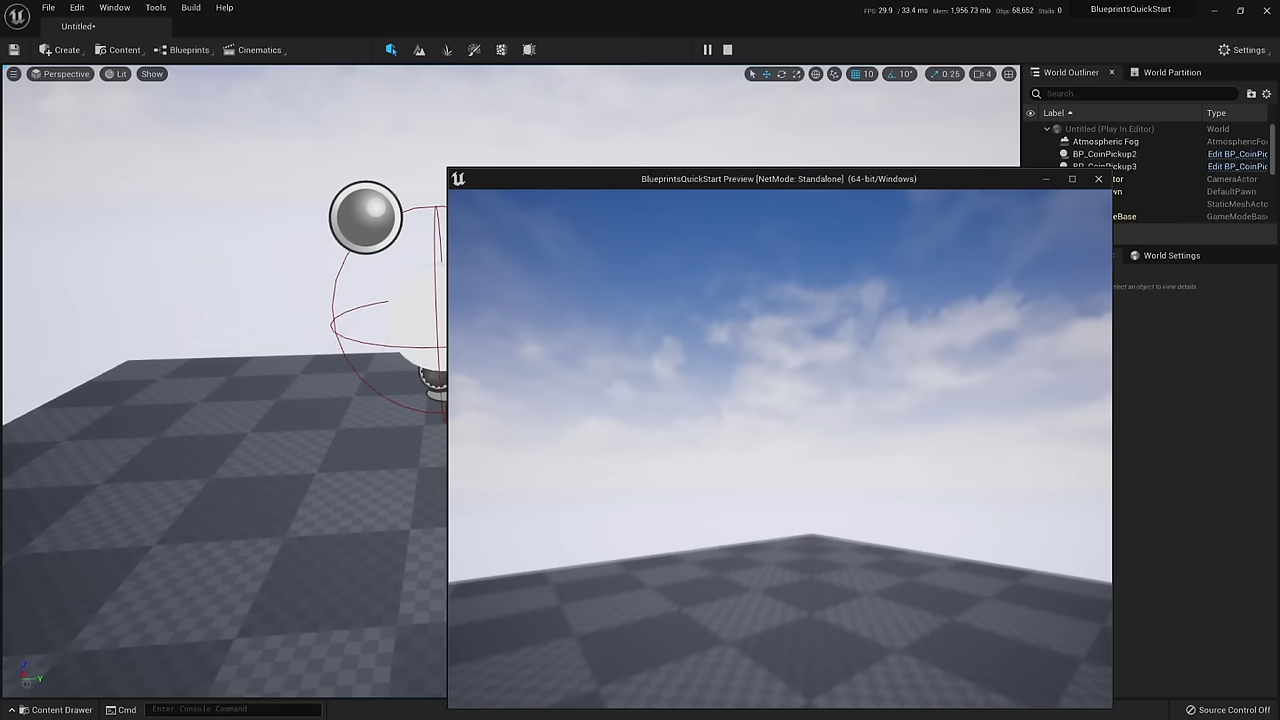 File Edit Window Tools Build Help
FPS: 29.9 / 33.4 ms Mem: 1,956.73 mb Objs: 68,652 Stalls: 0
BlueprintsQuickStart
Untitled•
Create Content Blueprints Cinematics
Settings
Perspective Lit Show
10 10° 0.25 4
World Outliner World Partition
Search...
Label Type
Untitled (Play In Editor) World
Atmospheric Fog AtmosphericFo
BP_CoinPickup2 Edit BP_CoinPic
BP_CoinPickup3 Edit BP_CoinPic
tor CameraActor
wn DefaultPawn
StaticMeshActo
eBase GameModeBase
BlueprintsQuickStart Preview [NetMode: Standalone] (64-bit/Windows)
World Settings
elect an object to view details
Z
Y
Content Drawer Cmd Enter Console Command
Source Control Off